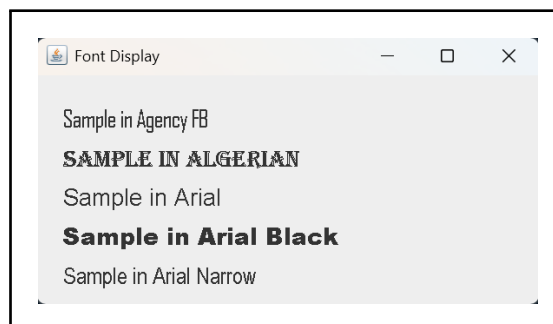 Font Display
Sample in Agency FB
SAMPLE IN ALGERIAN
Sample in Arial
Sample in Arial Black
Sample in Arial Narrow